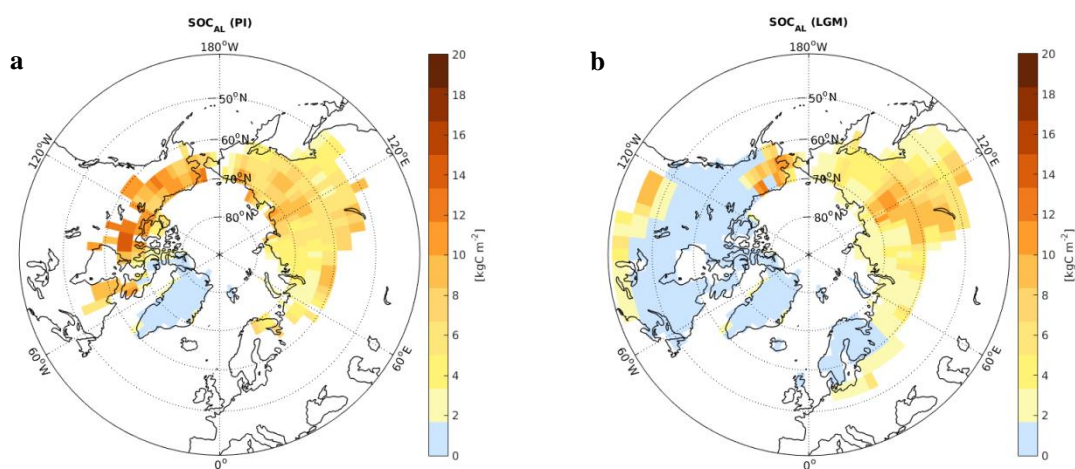 a
SOC_AL (PI)
180°W
120°W
50°N
60°N
70°N
80°N
120°E
60°W
60°E
0°
20
18
16
14
12
10
8
6
4
2
0
[kgC m⁻²]
b
SOC_AL (LGM)
180°W
120°W
50°N
60°N
70°N
80°N
120°E
60°W
60°E
0°
20
18
16
14
12
10
8
6
4
2
0
[kgC m⁻²]